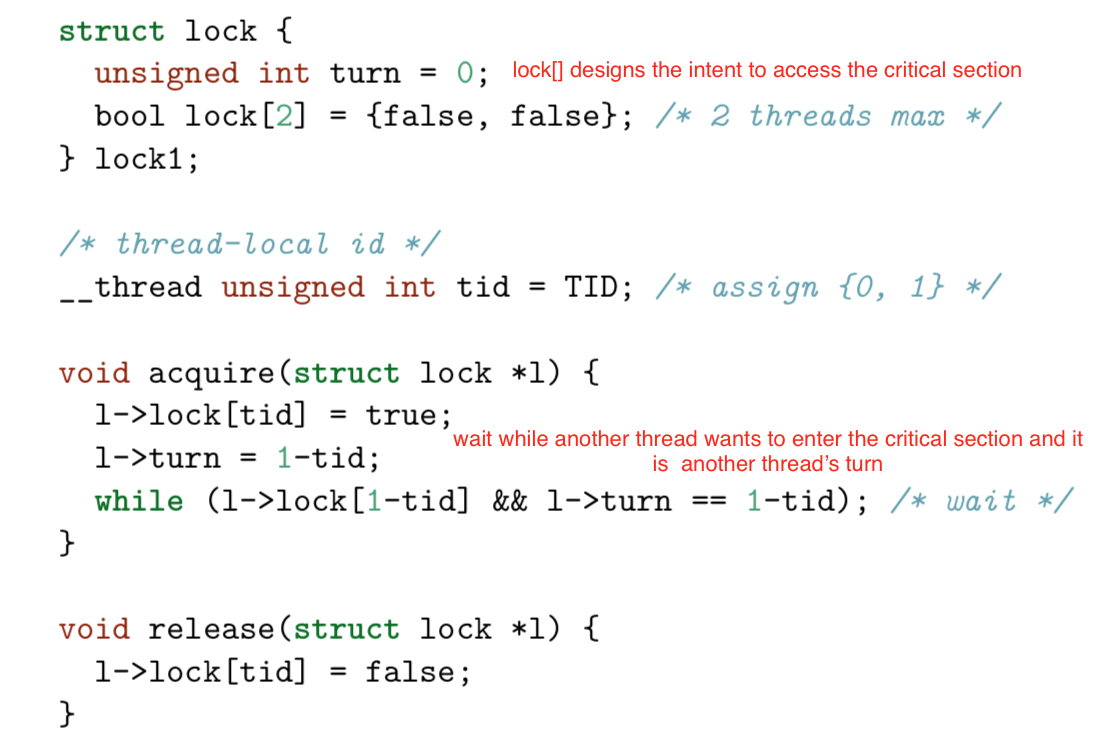 struct lock {
unsigned int turn = 0; lock[] designs the intent to access the critical section
bool lock[2] = {false, false}; /* 2 threads max */
} lock1;
/* thread-local id */
__thread unsigned int tid = TID; /* assign {0, 1} */
void acquire(struct lock *l) {
l->lock[tid] = true;
wait while another thread wants to enter the critical section and it
l->turn = 1-tid;
is another thread's turn
while (l->lock[1-tid] && l->turn == 1-tid); /* wait */
}
void release(struct lock *l) {
l->lock[tid] = false;
}